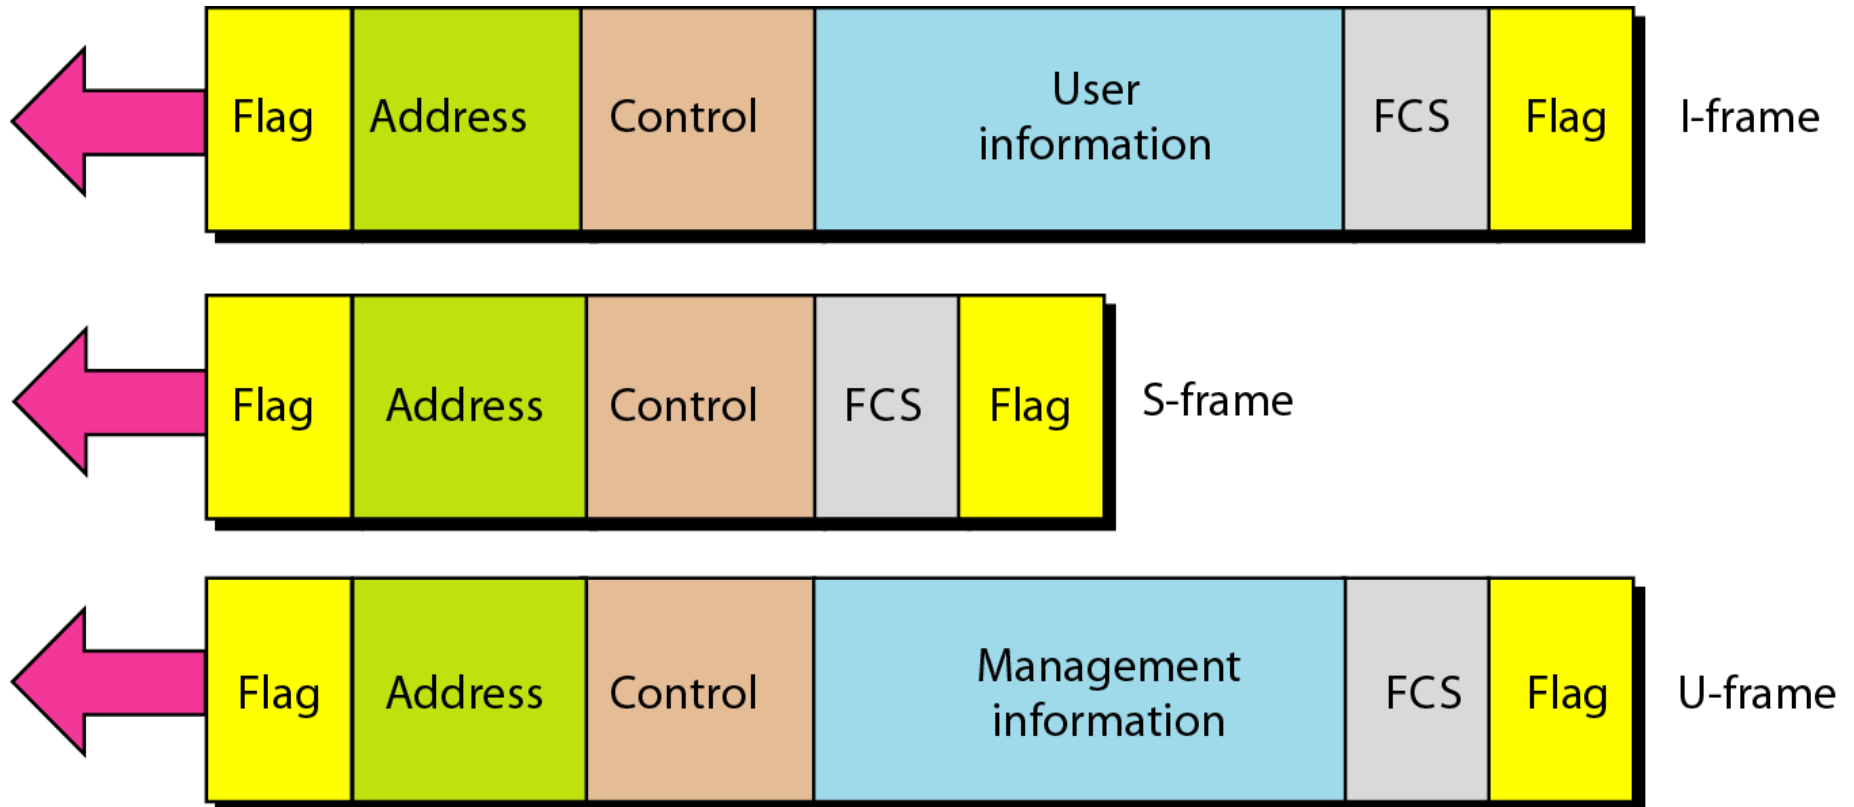 Flag Address Control User information FCS Flag I-frame
Flag Address Control FCS Flag S-frame
Flag Address Control Management information FCS Flag U-frame